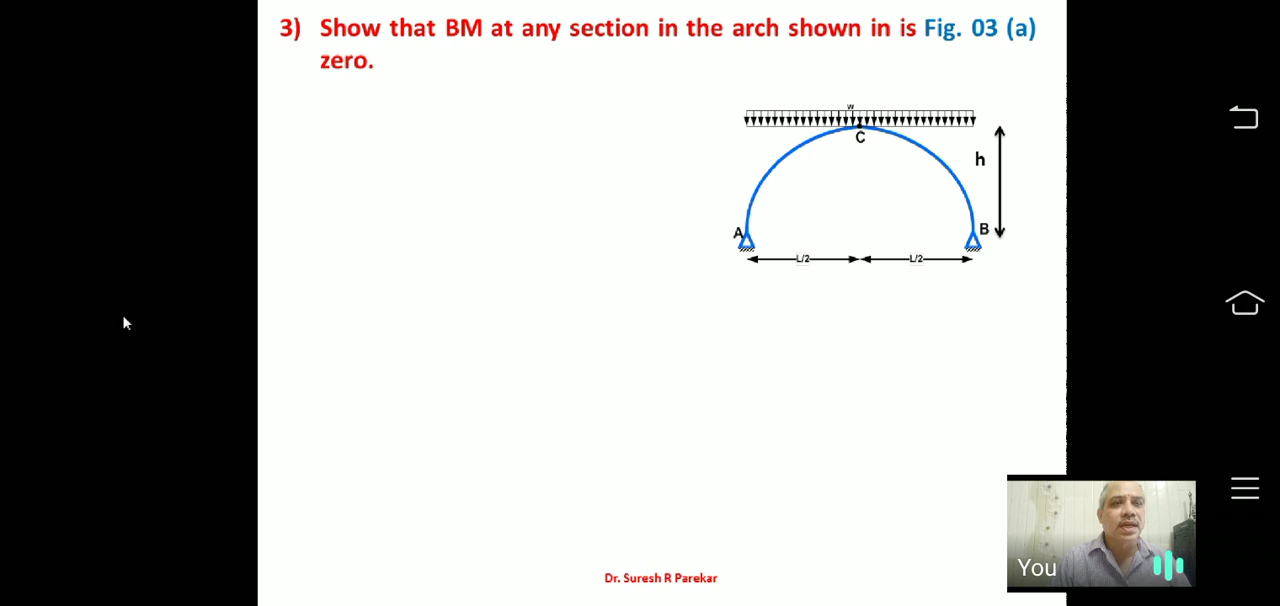 3) Show that BM at any section in the arch shown in is Fig. 03 (a)
zero.
w
C
h
A
B
L/2
L/2
You
Dr. Suresh R Parekar